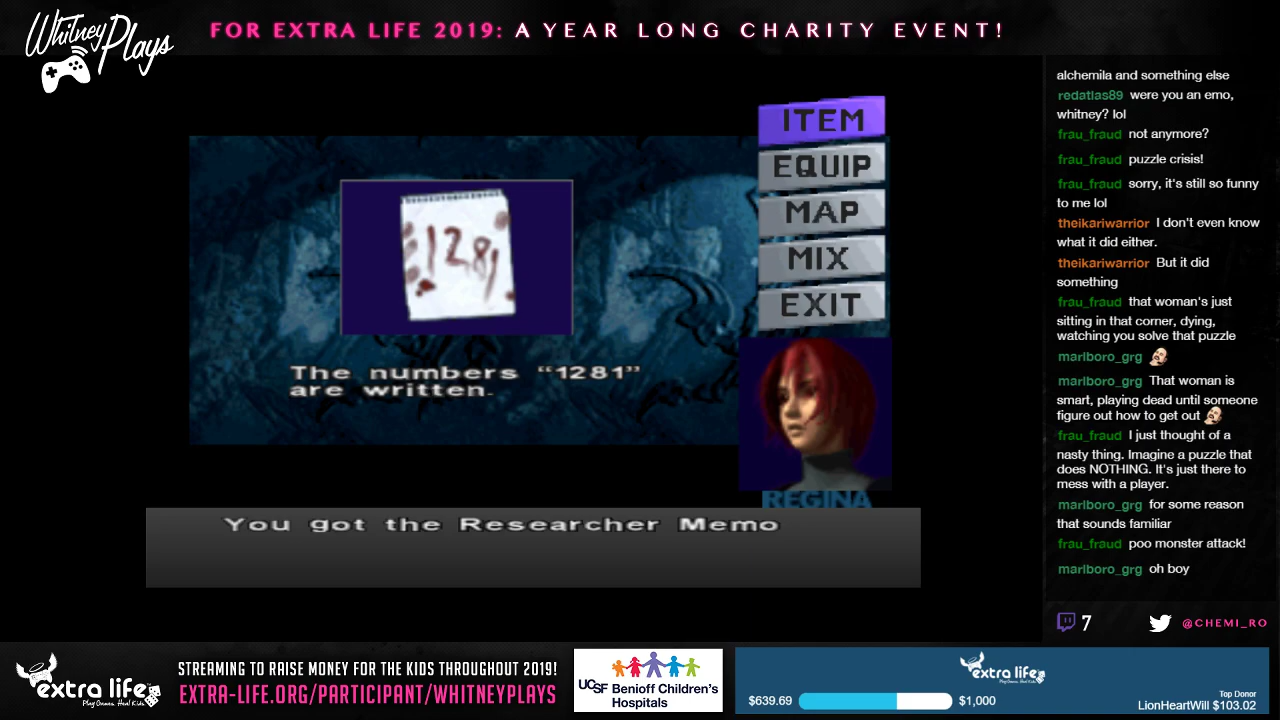 Whitney Plays
FOR EXTRA LIFE 2019: A YEAR LONG CHARITY EVENT!
ITEM
EQUIP
MAP
MIX
EXIT
1281
The numbers “1281”
are written.
REGINA
You got the Researcher Memo
alchemila and something else
redatlas89 were you an emo,
whitney? lol
frau_fraud not anymore?
frau_fraud puzzle crisis!
frau_fraud sorry, it's still so funny
to me lol
theikariwarrior I don't even know
what it did either.
theikariwarrior But it did
something
frau_fraud that woman's just
sitting in that corner, dying,
watching you solve that puzzle
marlboro_grg
marlboro_grg That woman is
smart, playing dead until someone
figure out how to get out
frau_fraud I just thought of a
nasty thing. Imagine a puzzle that
does NOTHING. It's just there to
mess with a player.
marlboro_grg for some reason
that sounds familiar
frau_fraud poo monster attack!
marlboro_grg oh boy
7
@CHEMI_RO
extra life
Play Games. Heal Kids.
STREAMING TO RAISE MONEY FOR THE KIDS THROUGHOUT 2019!
EXTRA-LIFE.ORG/PARTICIPANT/WHITNEYPLAYS
UCSF Benioff Children's
Hospitals
extra life
Play Games. Heal Kids.
$639.69
$1,000
Top Donor
LionHeartWill $103.02